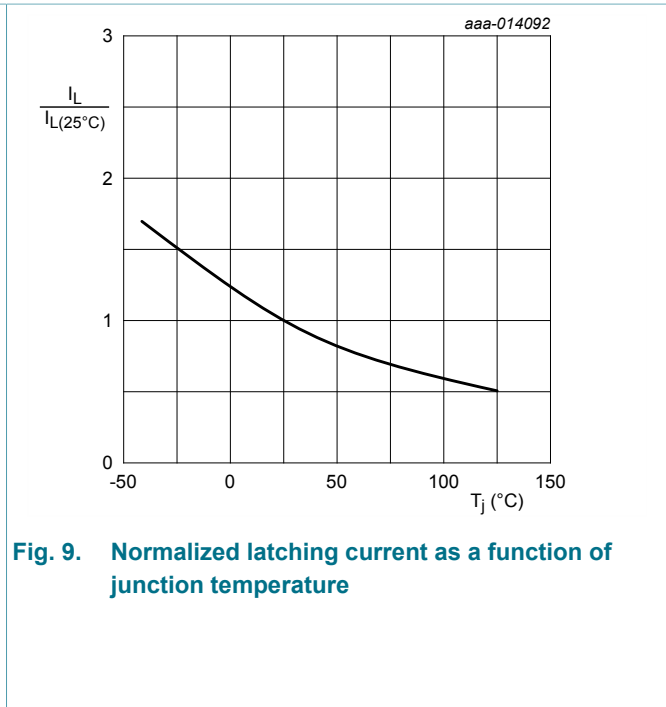 aaa-014092
3
I_L
I_L(25°C)
2
1
0
-50
0
50
100
150
T_j (°C)
Fig. 9. Normalized latching current as a function of
junction temperature